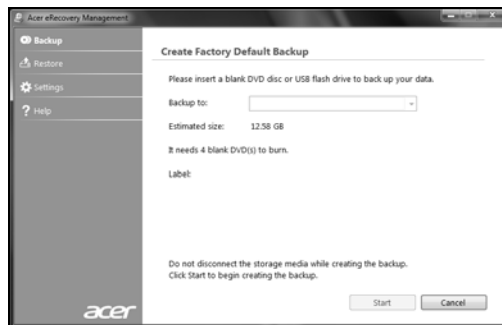 Acer eRecovery Management
Backup
Restore
Settings
Help
Create Factory Default Backup
Please insert a blank DVD disc or USB flash drive to back up your data.
Backup to:
Estimated size: 12.58 GB
It needs 4 blank DVD(s) to burn.
Label:
Do not disconnect the storage media while creating the backup.
Click Start to begin creating the backup.
Start Cancel
acer